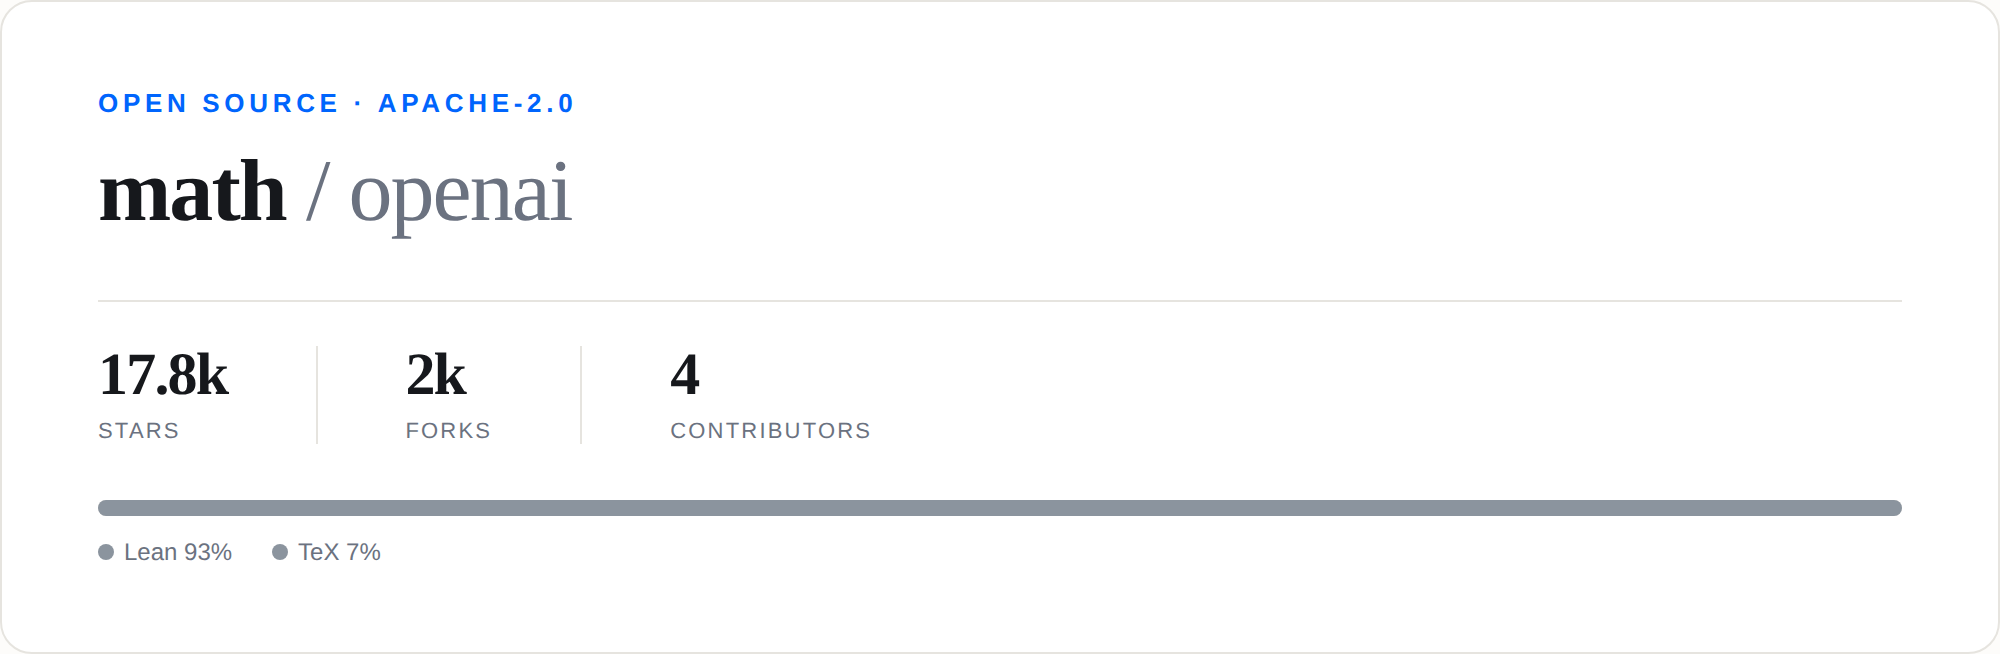 OPEN SOURCE · APACHE-2.0
math / openai
17.8k 2k 4
STARS FORKS CONTRIBUTORS
Lean 93% TeX 7%